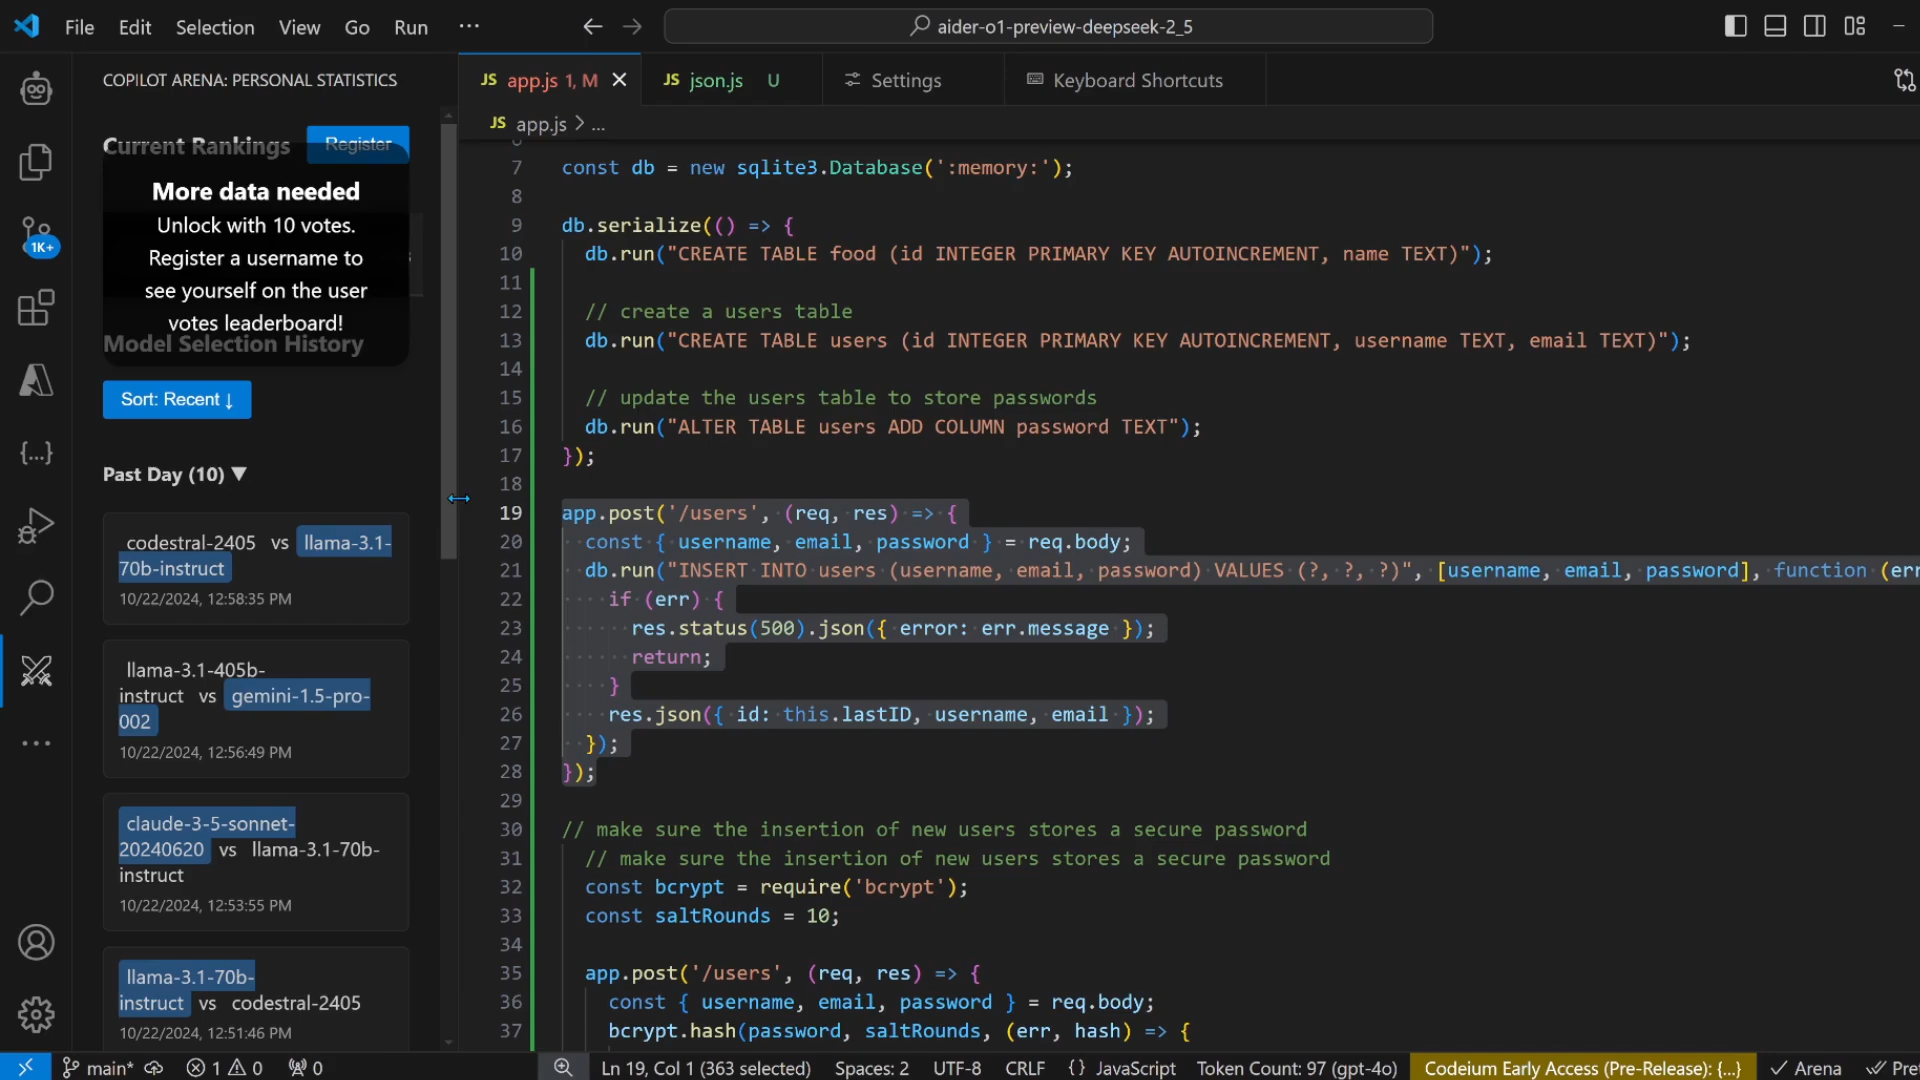 File Edit Selection View Go Run ···
aider-o1-preview-deepseek-2_5
COPILOT ARENA: PERSONAL STATISTICS
Current Rankings
Register
More data needed
Unlock with 10 votes.
Register a username to
see yourself on the user
votes leaderboard!
Model Selection History
Sort: Recent ↓
Past Day (10) ▼
codestral-2405 vs llama-3.1-
70b-instruct
10/22/2024, 12:58:35 PM
llama-3.1-405b-
instruct vs gemini-1.5-pro-
002
10/22/2024, 12:56:49 PM
claude-3-5-sonnet-
20240620 vs llama-3.1-70b-
instruct
10/22/2024, 12:53:55 PM
llama-3.1-70b-
instruct vs codestral-2405
10/22/2024, 12:51:46 PM
1K+
JS app.js 1, M
JS json.js U
Settings
Keyboard Shortcuts
JS app.js > ...
7 const db = new sqlite3.Database(':memory:');
8
9 db.serialize(() => {
10 db.run("CREATE TABLE food (id INTEGER PRIMARY KEY AUTOINCREMENT, name TEXT)");
11
12 // create a users table
13 db.run("CREATE TABLE users (id INTEGER PRIMARY KEY AUTOINCREMENT, username TEXT, email TEXT)");
14
15 // update the users table to store passwords
16 db.run("ALTER TABLE users ADD COLUMN password TEXT");
17 });
18
19 app.post('/users', (req, res) => {
20 const { username, email, password } = req.body;
21 db.run("INSERT INTO users (username, email, password) VALUES (?, ?, ?)", [username, email, password], function (err
22 if (err) {
23 res.status(500).json({ error: err.message });
24 return;
25 }
26 res.json({ id: this.lastID, username, email });
27 });
28 });
29
30 // make sure the insertion of new users stores a secure password
31 // make sure the insertion of new users stores a secure password
32 const bcrypt = require('bcrypt');
33 const saltRounds = 10;
34
35 app.post('/users', (req, res) => {
36 const { username, email, password } = req.body;
37 bcrypt.hash(password, saltRounds, (err, hash) => {
main* 1 0 0 Ln 19, Col 1 (363 selected) Spaces: 2 UTF-8 CRLF {} JavaScript Token Count: 97 (gpt-4o) Codeium Early Access (Pre-Release): {...} Arena Pre